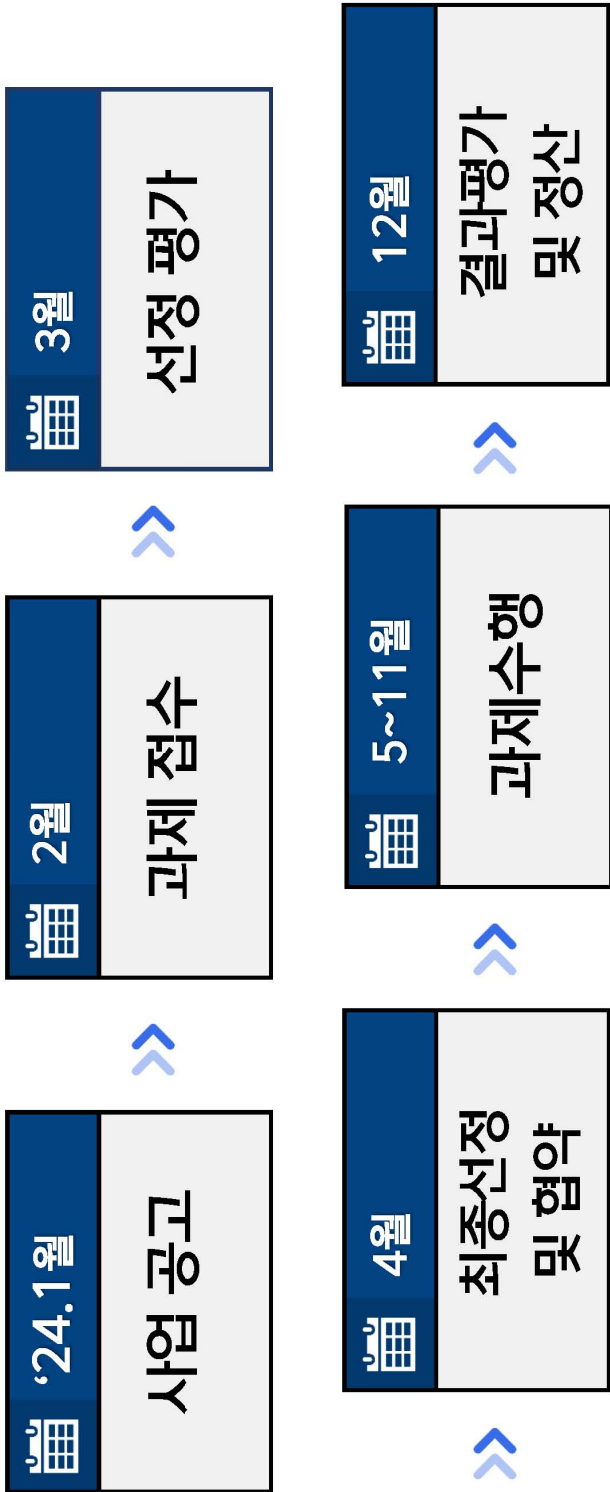 ‘24.1월
사업 공고
2월
과제 접수
3월
선정 평가
4월
최종선정
및 협약
5~11월
과제수행
12월
결과평가
및 정산